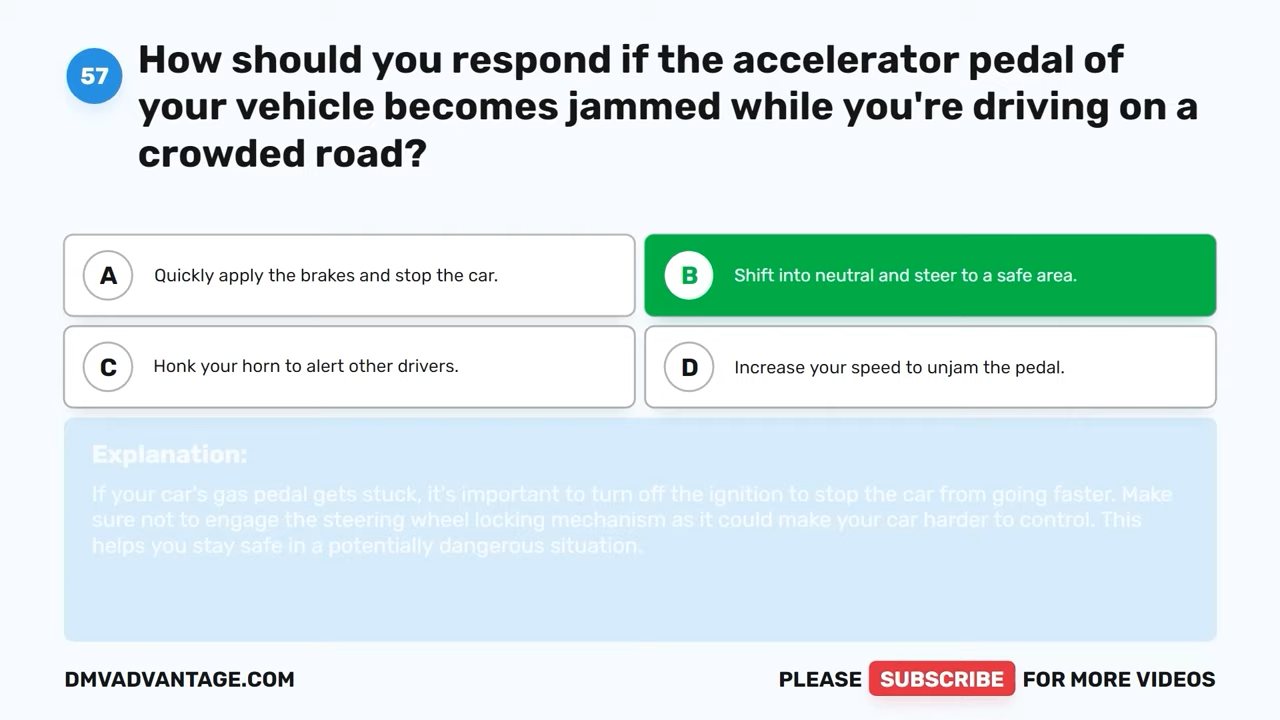 57
How should you respond if the accelerator pedal of
your vehicle becomes jammed while you're driving on a
crowded road?
A Quickly apply the brakes and stop the car.
B Shift into neutral and steer to a safe area.
C Honk your horn to alert other drivers.
D Increase your speed to unjam the pedal.
Explanation:
If your car's gas pedal gets stuck, it's important to turn off the ignition to stop the car from going faster. Make
sure not to engage the steering wheel locking mechanism as it could make your car harder to control. This
helps you stay safe in a potentially dangerous situation.
DMVADVANTAGE.COM
PLEASE SUBSCRIBE FOR MORE VIDEOS